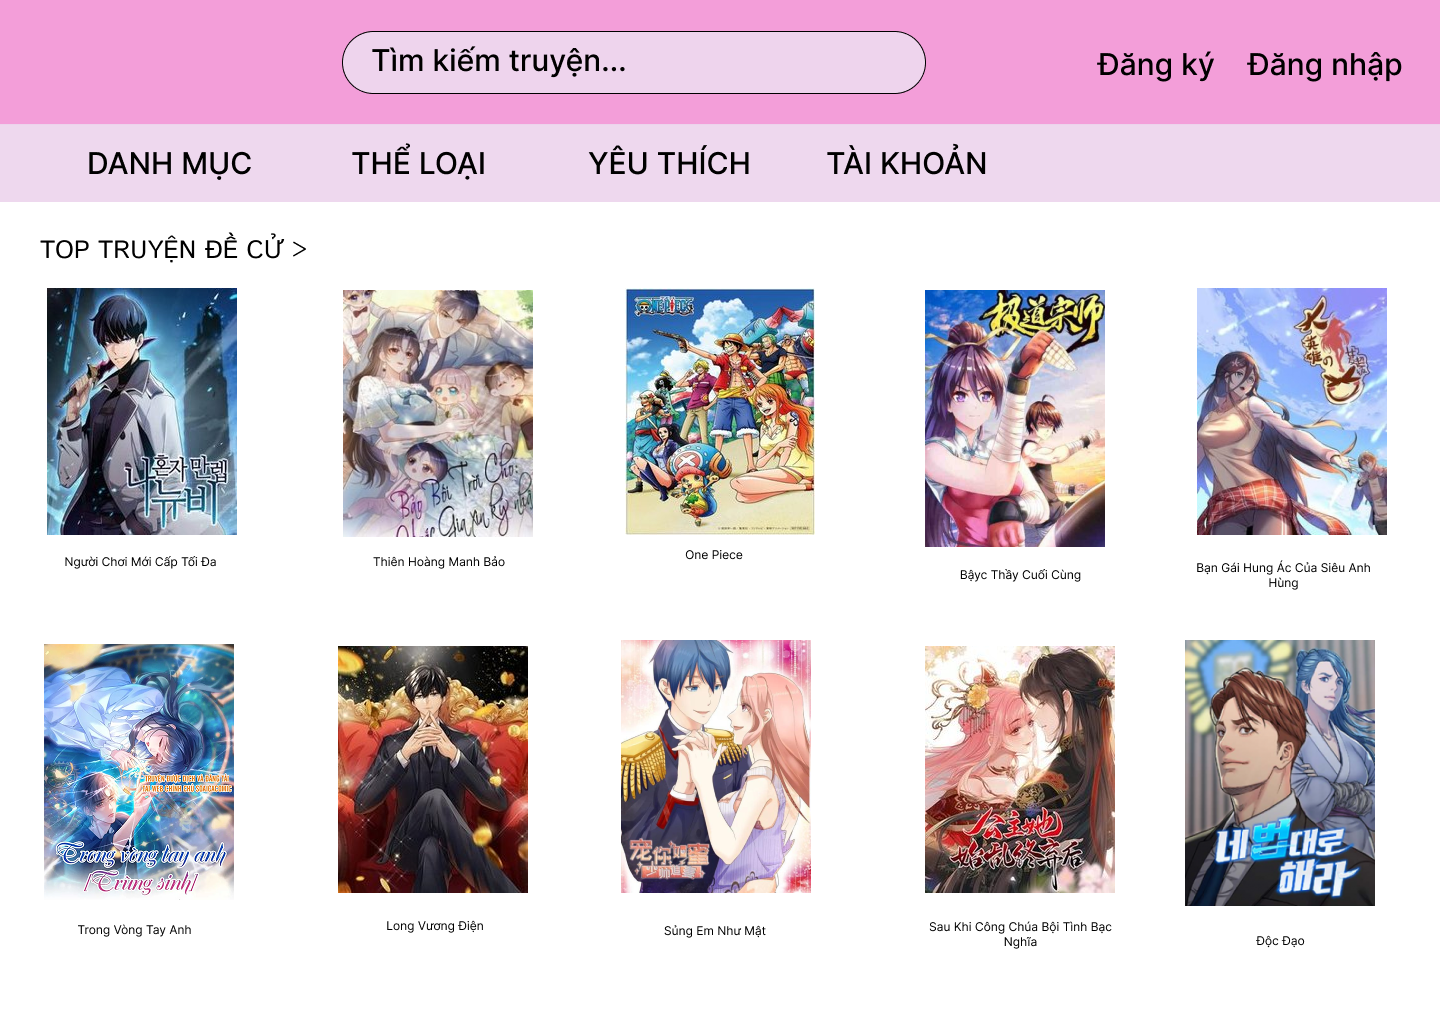 Tìm kiếm truyện...
Đăng ký
Đăng nhập
DANH MỤC
THỂ LOẠI
YÊU THÍCH
TÀI KHOẢN
TOP TRUYỆN ĐỀ CỬ >
나 혼자 만렙
뉴비
Bảo Bối Trời Cho:
ONE PIECE
极道宗师
大英雄の
Người Chơi Mới Cấp Tối Đa
Thiên Hoàng Manh Bảo
One Piece
Bậyc Thầy Cuối Cùng
Bạn Gái Hung Ác Của Siêu Anh
Hùng
Trong vòng tay anh
[Trùng sinh]
宠你如蜜
公主她
始乱终弃后
네 법대로
해라
Trong Vòng Tay Anh
Long Vương Điện
Sủng Em Như Mật
Sau Khi Công Chúa Bội Tình Bạc
Nghĩa
Độc Đạo